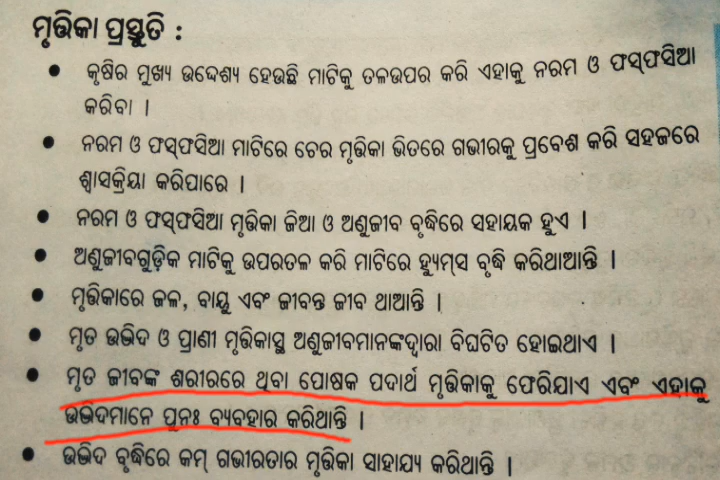 ମୃତ୍ତିକା ପ୍ରସ୍ତୁତି :
• କୃଷିର ମୁଖ୍ୟ ଉଦ୍ଦେଶ୍ୟ ହେଉଛି ମାଟିକୁ ତଳଉପର କରି ଏହାକୁ ନରମ ଓ ଫସ୍‌ଫସିଆ
କରିବା ।
• ନରମ ଓ ଫସ୍‌ଫସିଆ ମାଟିରେ ଚେର ମୃତ୍ତିକା ଭିତରେ ଗଭୀରକୁ ପ୍ରବେଶ କରି ସହଜରେ
ଶ୍ଵାସକ୍ରିୟା କରିପାରେ ।
• ନରମ ଓ ଫସ୍‌ଫସିଆ ମୃତ୍ତିକା ଜିଆ ଓ ଅଣୁଜୀବ ବୃଦ୍ଧିରେ ସହାୟକ ହୁଏ ।
• ଅଣୁଜୀବଗୁଡ଼ିକ ମାଟିକୁ ଉପରତଳ କରି ମାଟିରେ ହ୍ୟୁମସ୍‌ ବୃଦ୍ଧି କରିଥାଆନ୍ତି ।
• ମୃତ୍ତିକାରେ ଜଳ, ବାୟୁ ଏବଂ ଜୀବନ୍ତ ଜୀବ ଥାଆନ୍ତି ।
• ମୃତ ଉଦ୍ଭିଦ ଓ ପ୍ରାଣୀ ମୃତ୍ତିକାସ୍ଥ ଅଣୁଜୀବମାନଙ୍କଦ୍ୱାରା ବିଘଟିତ ହୋଇଥାଏ ।
• ମୃତ ଜୀବଙ୍କ ଶରୀରରେ ଥିବା ପୋଷକ ପଦାର୍ଥ ମୃତ୍ତିକାକୁ ଫେରିଯାଏ ଏବଂ ଏହାକୁ
ଉଦ୍ଭିଦମାନେ ପୁନଃ ବ୍ୟବହାର କରିଥାନ୍ତି ।
• ଉଦ୍ଭିଦ ବୃଦ୍ଧିରେ କମ୍ ଗଭୀରତାର ମୃତ୍ତିକା ସାହାଯ୍ୟ କରିଥାନ୍ତି ।